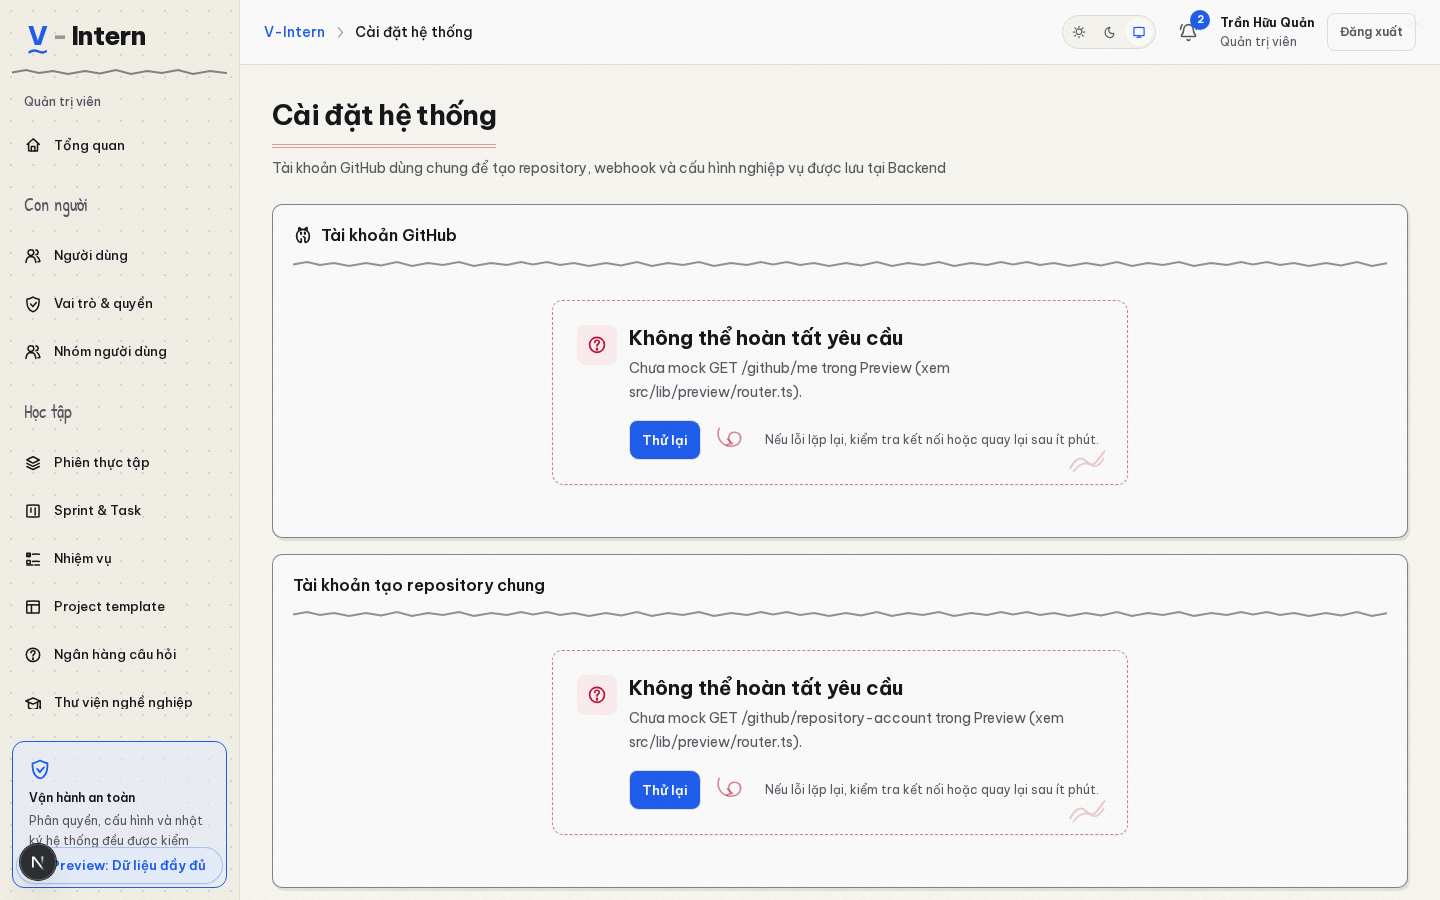 V - Intern
Quản trị viên
Tổng quan
Con người
Người dùng
Vai trò & quyền
Nhóm người dùng
Học tập
Phiên thực tập
Sprint & Task
Nhiệm vụ
Project template
Ngân hàng câu hỏi
Thư viện nghề nghiệp
Vận hành an toàn
Phân quyền, cấu hình và nhật
ký hệ thống đều được kiểm
Preview: Dữ liệu đầy đủ
V-Intern
Cài đặt hệ thống
2
Trần Hữu Quản
Quản trị viên
Đăng xuất
Cài đặt hệ thống
Tài khoản GitHub dùng chung để tạo repository, webhook và cấu hình nghiệp vụ được lưu tại Backend
Tài khoản GitHub
Không thể hoàn tất yêu cầu
Chưa mock GET /github/me trong Preview (xem
src/lib/preview/router.ts).
Thử lại
Nếu lỗi lặp lại, kiểm tra kết nối hoặc quay lại sau ít phút.
Tài khoản tạo repository chung
Không thể hoàn tất yêu cầu
Chưa mock GET /github/repository-account trong Preview (xem
src/lib/preview/router.ts).
Thử lại
Nếu lỗi lặp lại, kiểm tra kết nối hoặc quay lại sau ít phút.